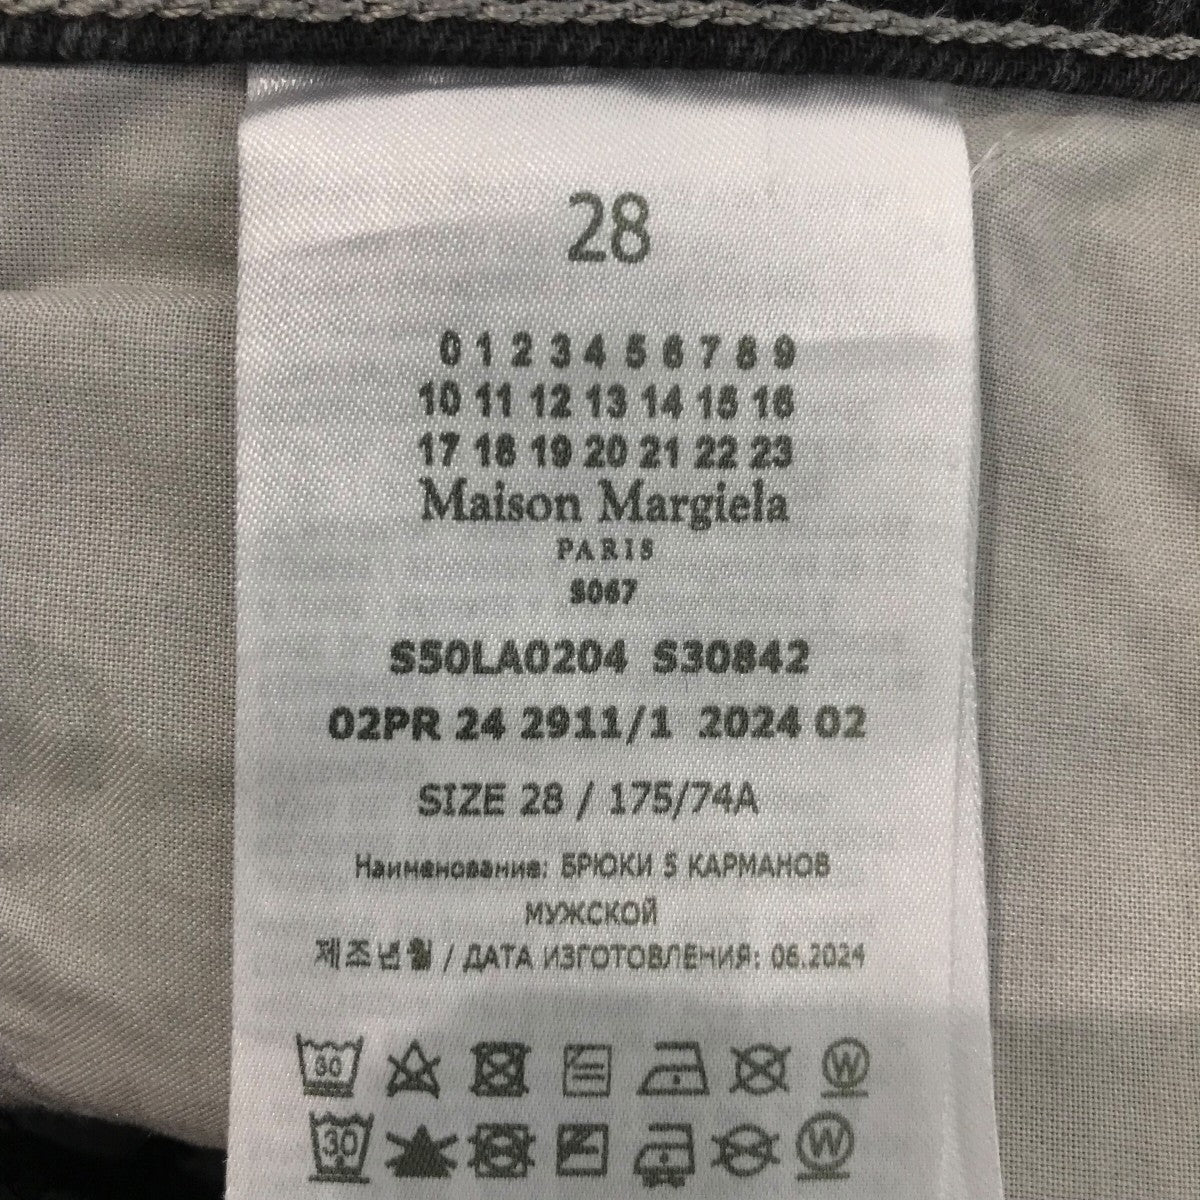 28
0 1 2 3 4 5 6 7 8 9
10 11 12 13 14 15 16
17 18 19 20 21 22 23
Maison Margiela
PARIS
S067
S50LA0204 S30842
02PR 24 2911/1 2024 02
SIZE 28 / 175/74A
Наименование: БРЮКИ 5 КАРМАНОВ
МУЖСКОЙ
제조년월 / ДАТА ИЗГОТОВЛЕНИЯ: 06.2024
30 W
30 W